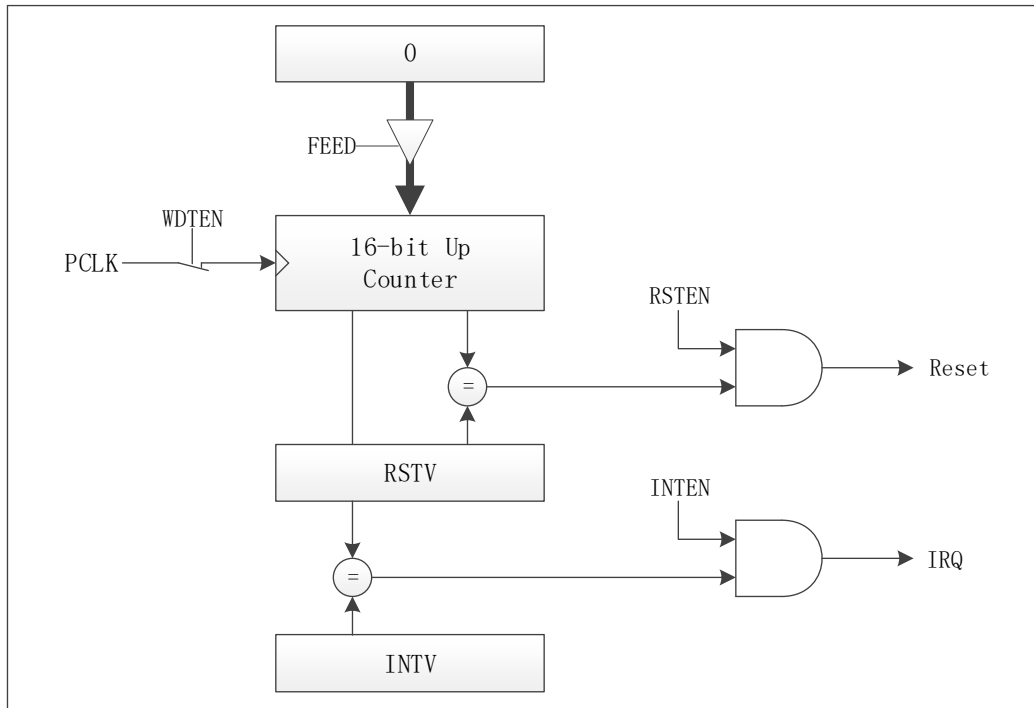 0
FEED
WDTEN
PCLK
16-bit Up
Counter
RSTEN
=
Reset
RSTV
INTEN
=
IRQ
INTV